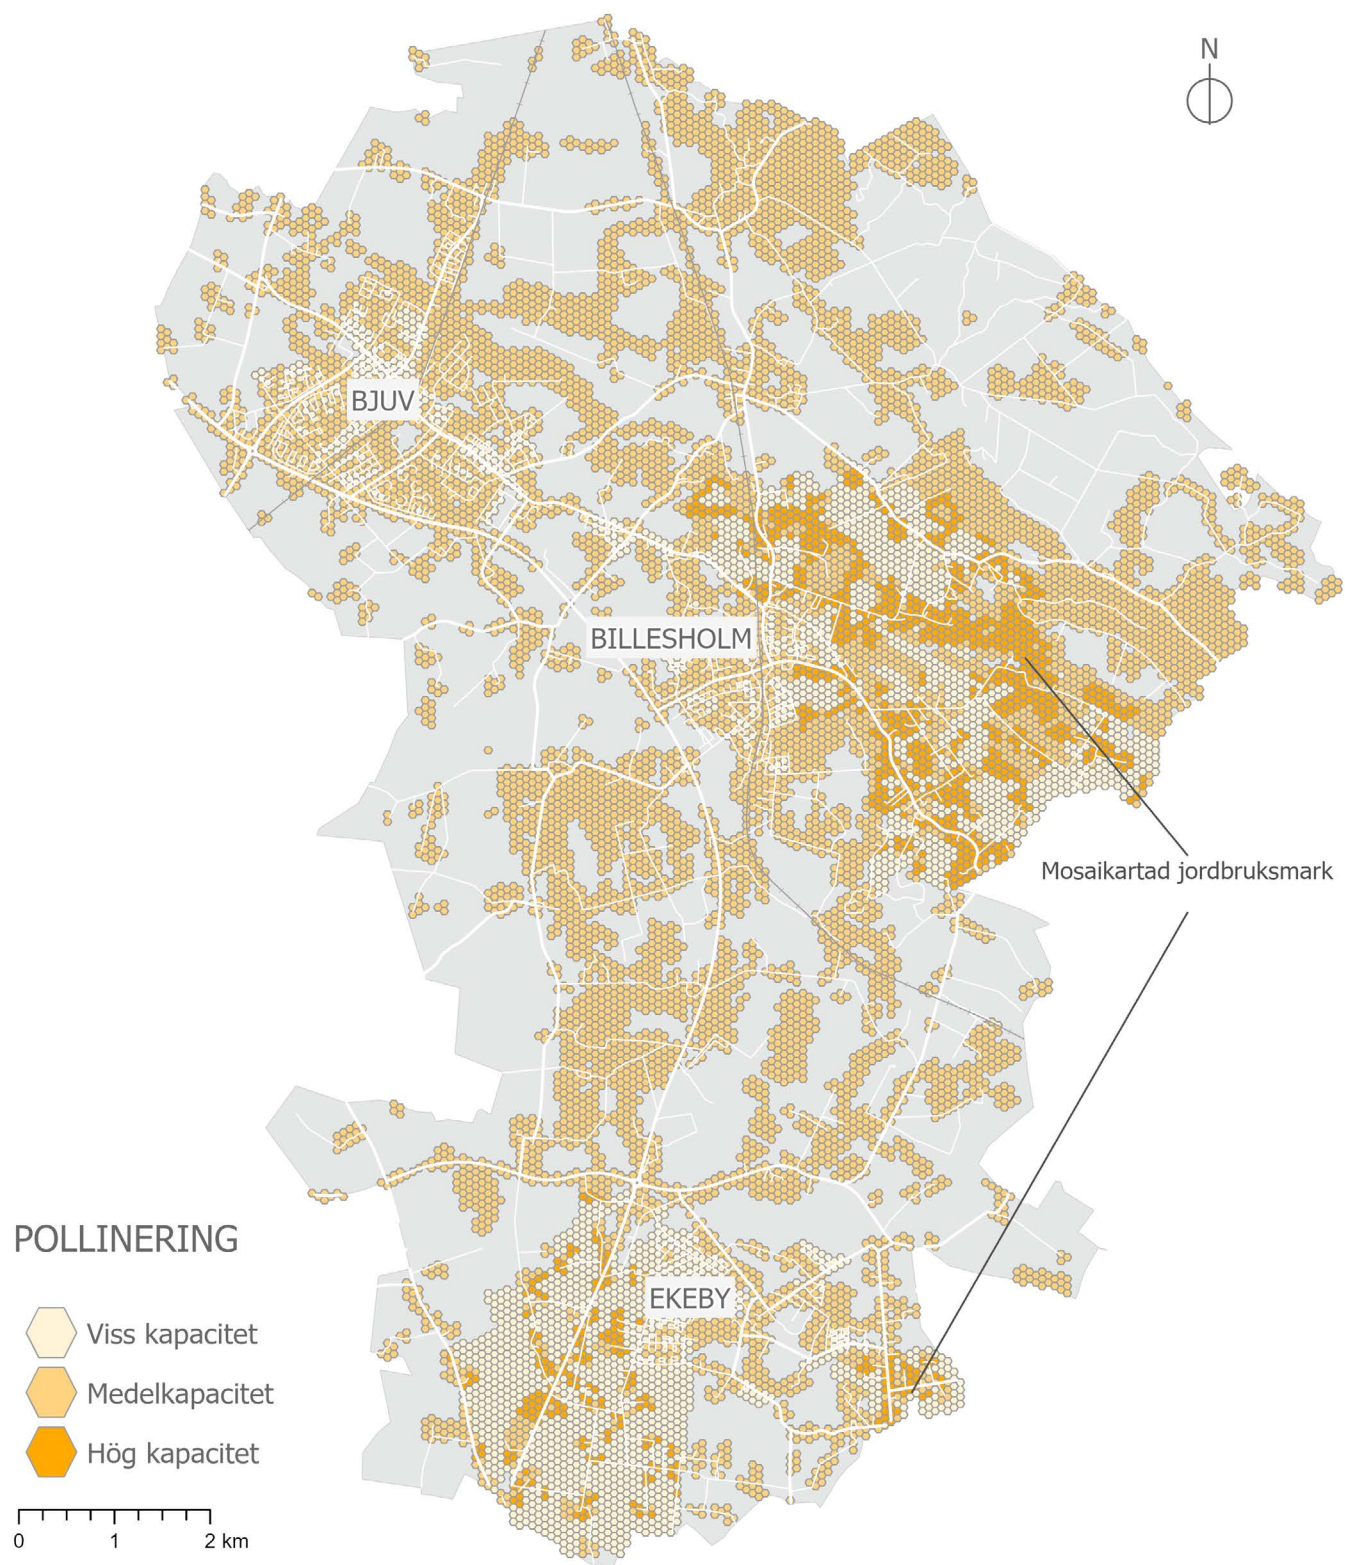 N
BJUV
BILLESHOLM
Mosaikartad jordbruksmark
EKEBY
POLLINERING
Viss kapacitet
Medelkapacitet
Hög kapacitet
0 1 2 km